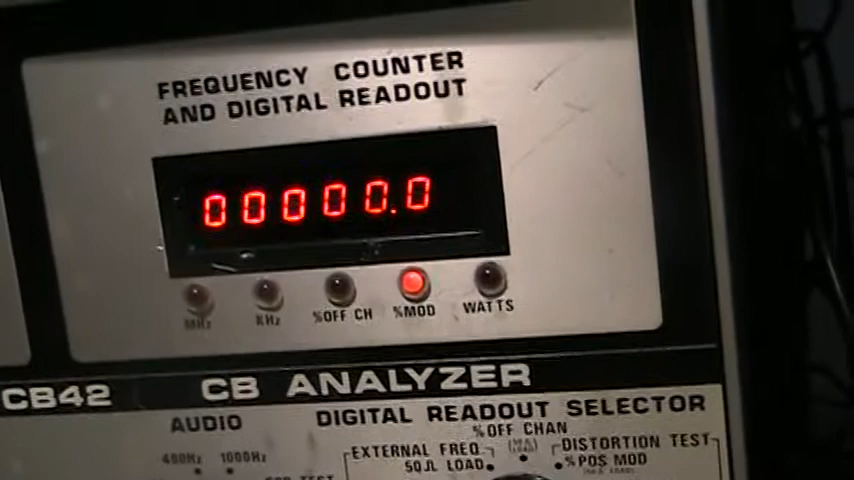 FREQUENCY COUNTER
AND DIGITAL READOUT
00000.0
MHz KHz %OFF CH %MOD WATTS
CB42 CB ANALYZER
AUDIO DIGITAL READOUT SELECTOR
%OFF CHAN
400Hz 1000Hz EXTERNAL FREQ DISTORTION TEST
50Ω LOAD %POS MOD